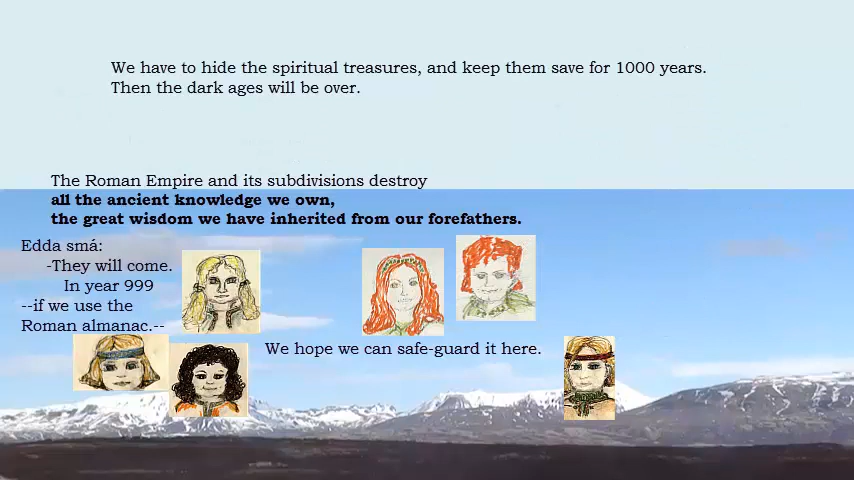 We have to hide the spiritual treasures, and keep them save for 1000 years.
Then the dark ages will be over.
The Roman Empire and its subdivisions destroy
all the ancient knowledge we own,
the great wisdom we have inherited from our forefathers.
Edda smá:
-They will come.
In year 999
--if we use the
Roman almanac.--
We hope we can safe-guard it here.